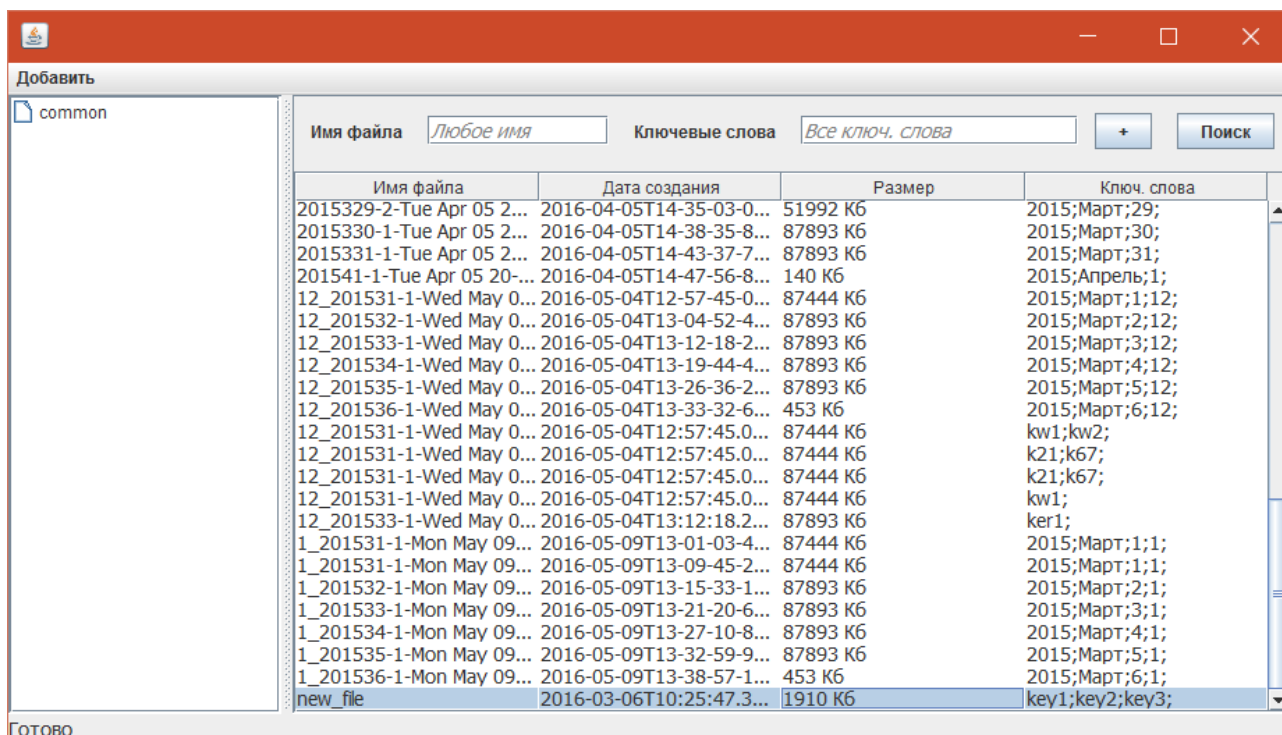 Добавить
common
Имя файла Любое имя Ключевые слова Все ключ. слова + Поиск
Имя файла Дата создания Размер Ключ. слова
2015329-2-Tue Apr 05 2... 2016-04-05T14-35-03-0... 51992 Кб 2015;Март;29;
2015330-1-Tue Apr 05 2... 2016-04-05T14-38-35-8... 87893 Кб 2015;Март;30;
2015331-1-Tue Apr 05 2... 2016-04-05T14-43-37-7... 87893 Кб 2015;Март;31;
201541-1-Tue Apr 05 20-... 2016-04-05T14-47-56-8... 140 Кб 2015;Апрель;1;
12_201531-1-Wed May 0... 2016-05-04T12-57-45-0... 87444 Кб 2015;Март;1;12;
12_201532-1-Wed May 0... 2016-05-04T13-04-52-4... 87893 Кб 2015;Март;2;12;
12_201533-1-Wed May 0... 2016-05-04T13-12-18-2... 87893 Кб 2015;Март;3;12;
12_201534-1-Wed May 0... 2016-05-04T13-19-44-4... 87893 Кб 2015;Март;4;12;
12_201535-1-Wed May 0... 2016-05-04T13-26-36-2... 87893 Кб 2015;Март;5;12;
12_201536-1-Wed May 0... 2016-05-04T13-33-32-6... 453 Кб 2015;Март;6;12;
12_201531-1-Wed May 0... 2016-05-04T12:57:45.0... 87444 Кб kw1;kw2;
12_201531-1-Wed May 0... 2016-05-04T12:57:45.0... 87444 Кб k21;k67;
12_201531-1-Wed May 0... 2016-05-04T12:57:45.0... 87444 Кб k21;k67;
12_201531-1-Wed May 0... 2016-05-04T12:57:45.0... 87444 Кб kw1;
12_201533-1-Wed May 0... 2016-05-04T13:12:18.2... 87893 Кб ker1;
1_201531-1-Mon May 09... 2016-05-09T13-01-03-4... 87444 Кб 2015;Март;1;1;
1_201531-1-Mon May 09... 2016-05-09T13-09-45-2... 87444 Кб 2015;Март;1;1;
1_201532-1-Mon May 09... 2016-05-09T13-15-33-1... 87893 Кб 2015;Март;2;1;
1_201533-1-Mon May 09... 2016-05-09T13-21-20-6... 87893 Кб 2015;Март;3;1;
1_201534-1-Mon May 09... 2016-05-09T13-27-10-8... 87893 Кб 2015;Март;4;1;
1_201535-1-Mon May 09... 2016-05-09T13-32-59-9... 87893 Кб 2015;Март;5;1;
1_201536-1-Mon May 09... 2016-05-09T13-38-57-1... 453 Кб 2015;Март;6;1;
new_file 2016-03-06T10:25:47.3... 1910 Кб key1;key2;key3;
Готово